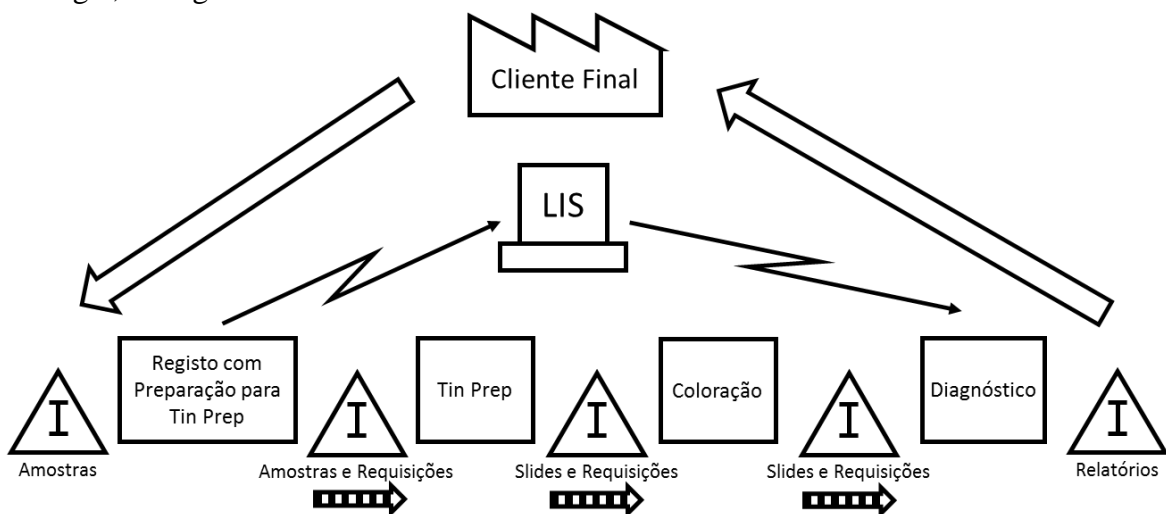 Cliente Final
LIS
Registo com
Preparação para
Tin Prep
Tin Prep
Coloração
Diagnóstico
I
I
I
I
I
Amostras
Amostras e Requisições
Slides e Requisições
Slides e Requisições
Relatórios